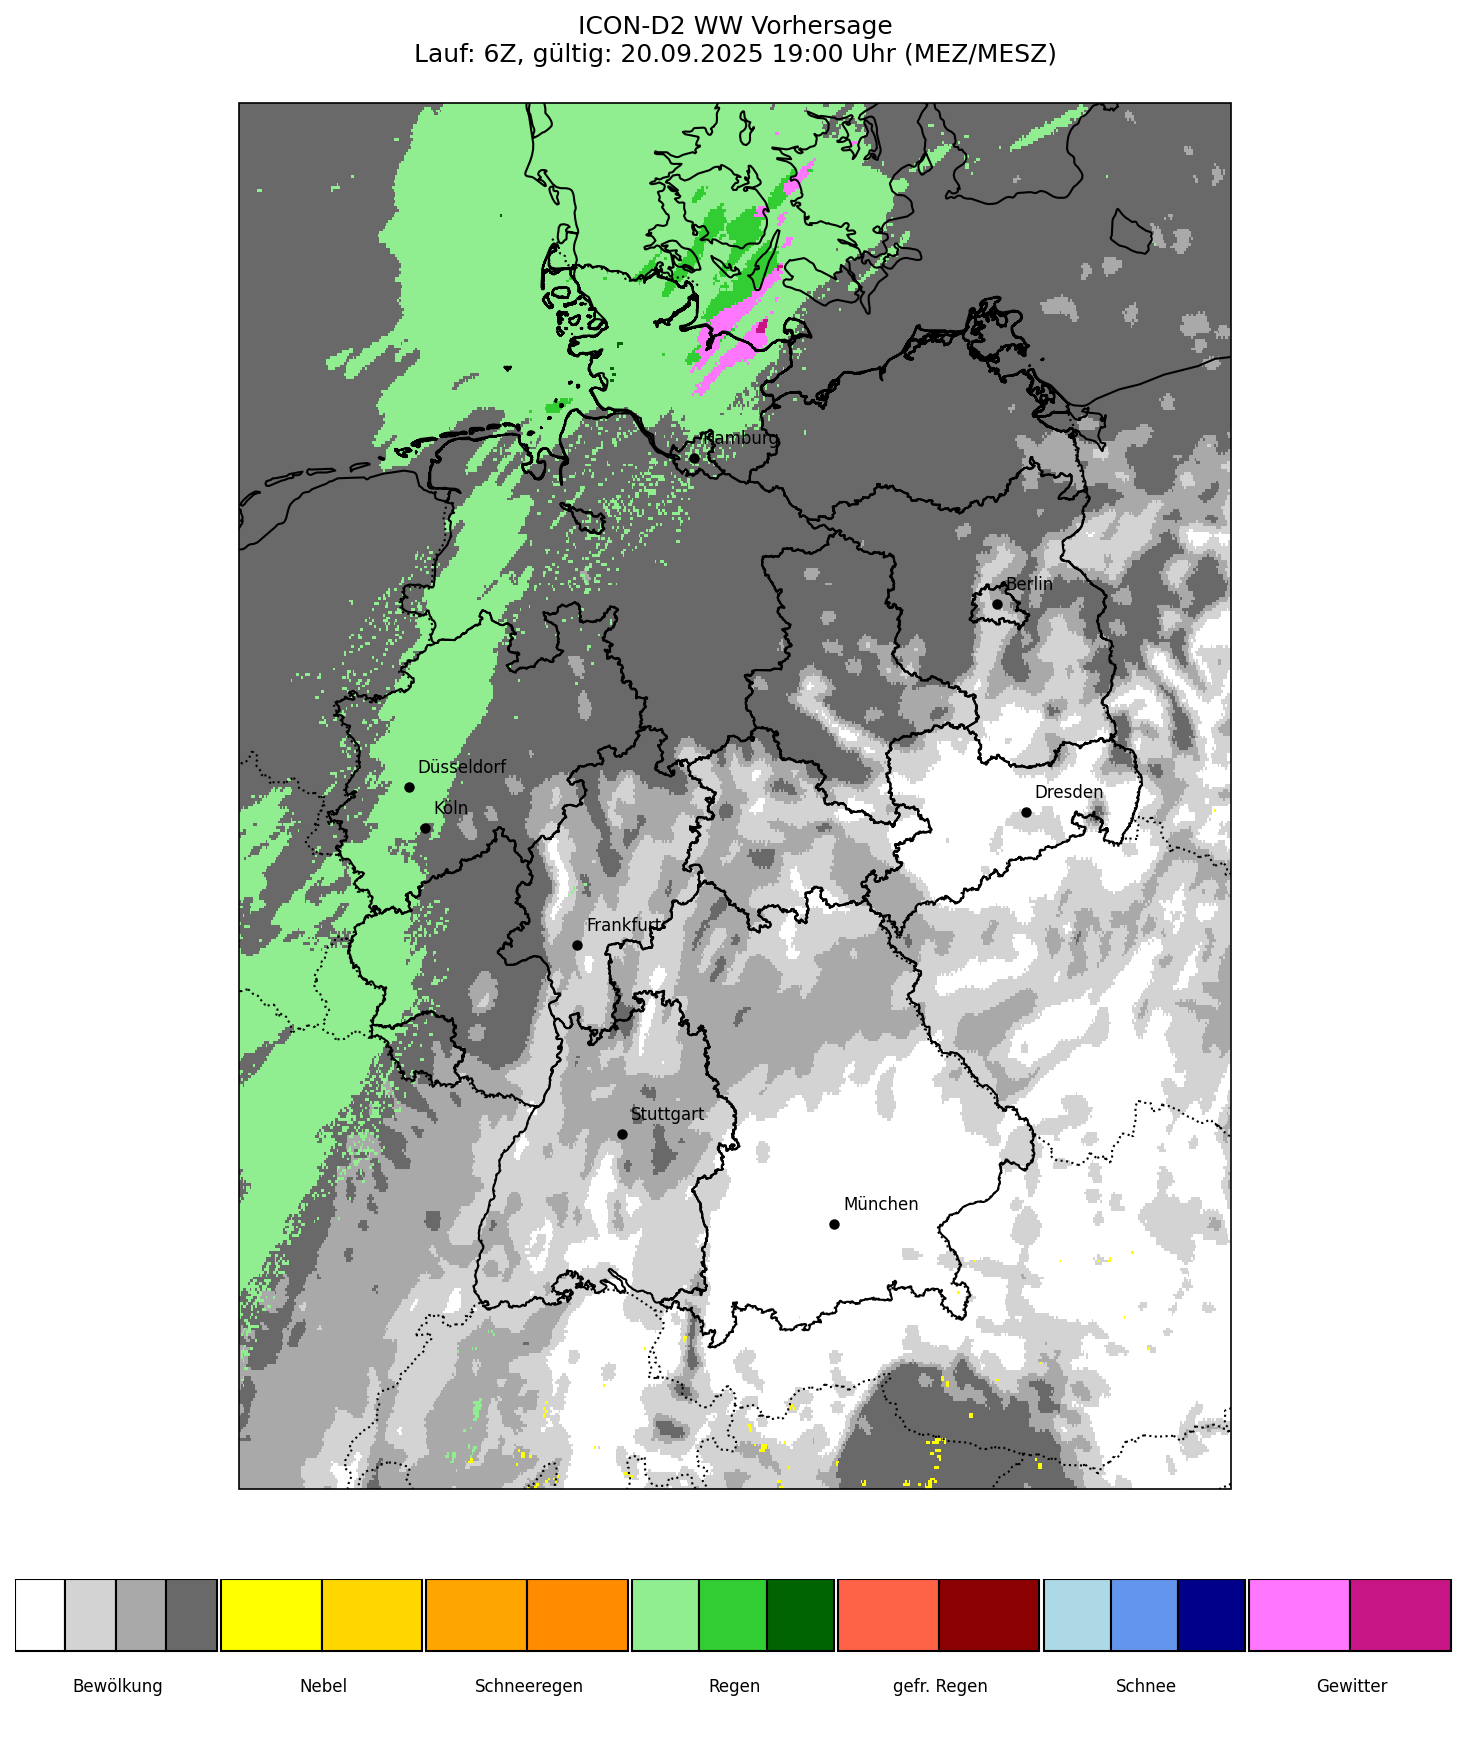 ICON-D2 WW Vorhersage
Lauf: 6Z, gültig: 20.09.2025 19:00 Uhr (MEZ/MESZ)
Hamburg
Berlin
Düsseldorf
Köln
Dresden
Frankfurt
Stuttgart
München
Bewölkung
Nebel
Schneeregen
Regen
gefr. Regen
Schnee
Gewitter